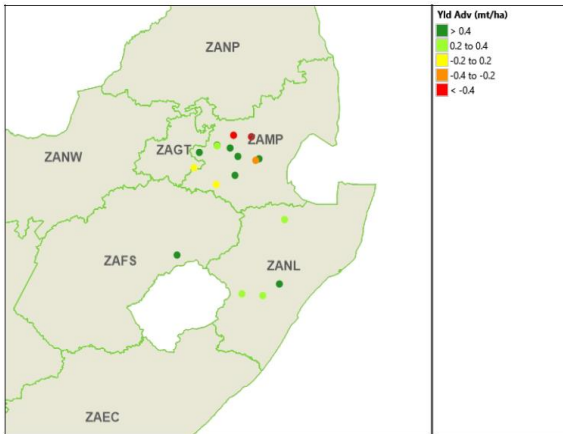 ZANP
ZAMP
ZAGT
ZANW
ZAFS
ZANL
ZAEC
Yld Adv (mt/ha)
> 0.4
0.2 to 0.4
-0.2 to 0.2
-0.4 to -0.2
< -0.4